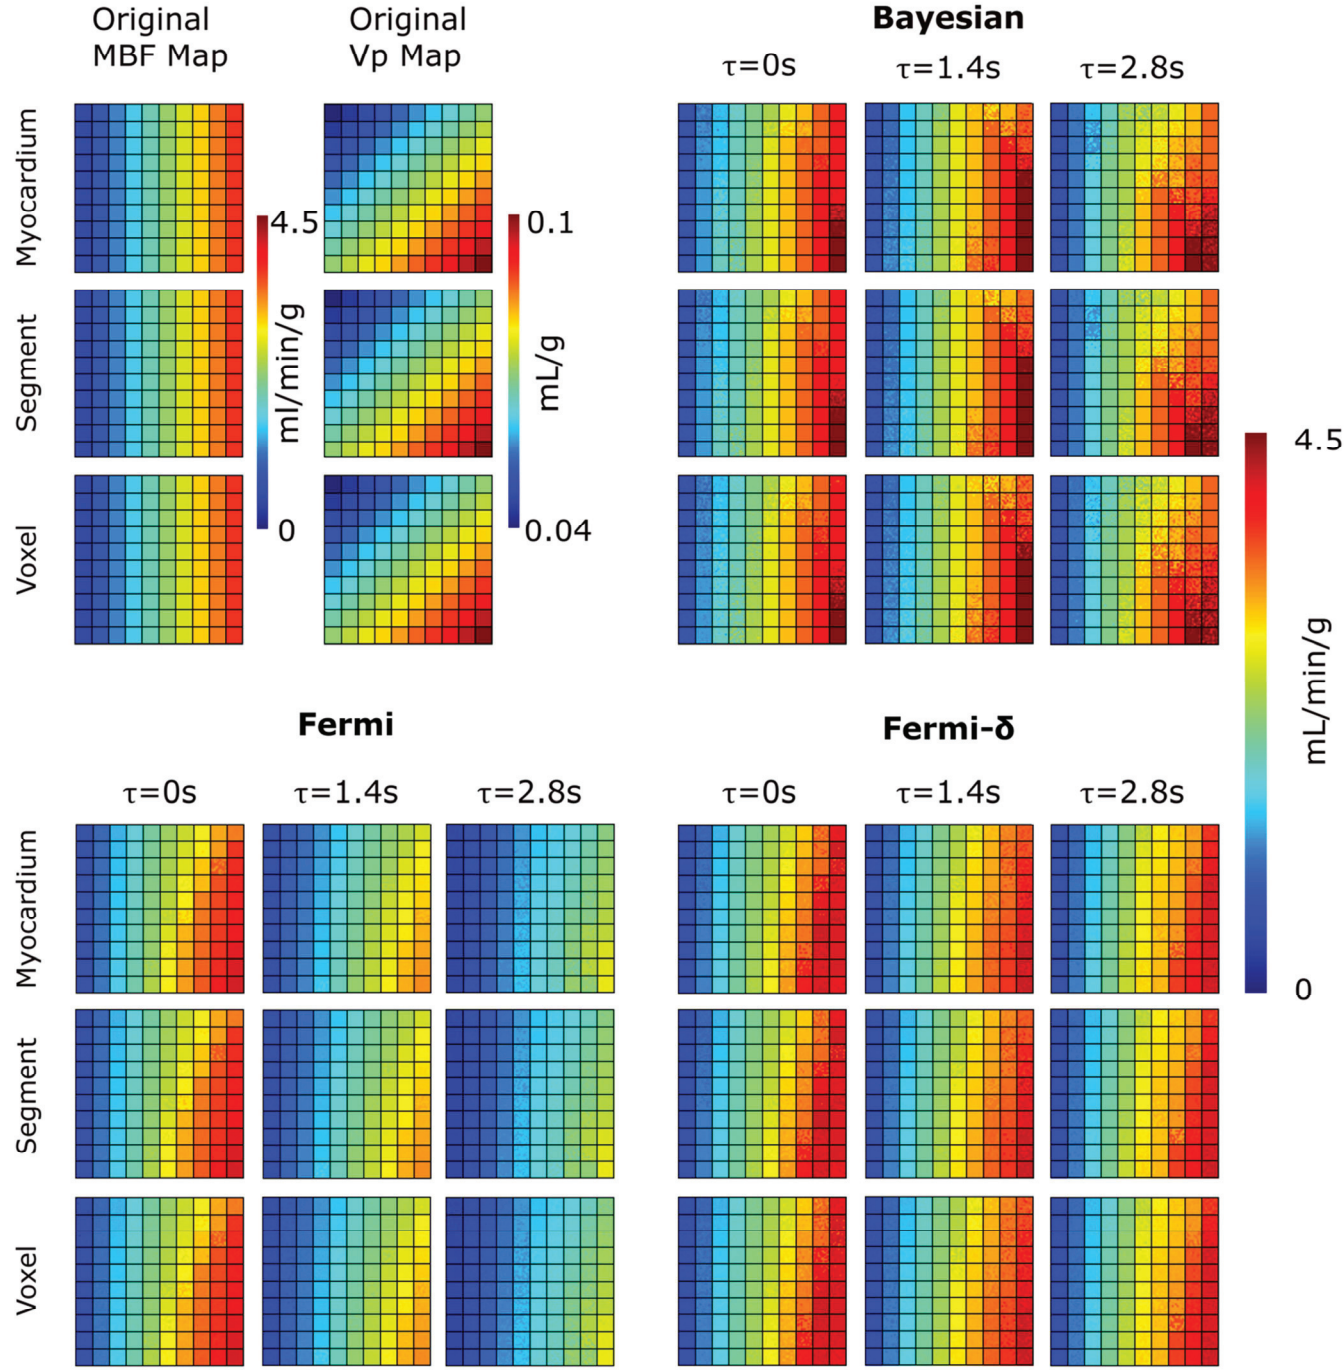 Original
MBF Map
Original
Vp Map
Bayesian
τ=0s
τ=1.4s
τ=2.8s
Myocardium
Segment
Voxel
4.5
ml/min/g
0
0.1
mL/g
0.04
4.5
mL/min/g
0
Fermi
τ=0s
τ=1.4s
τ=2.8s
Fermi-δ
τ=0s
τ=1.4s
τ=2.8s
Myocardium
Segment
Voxel